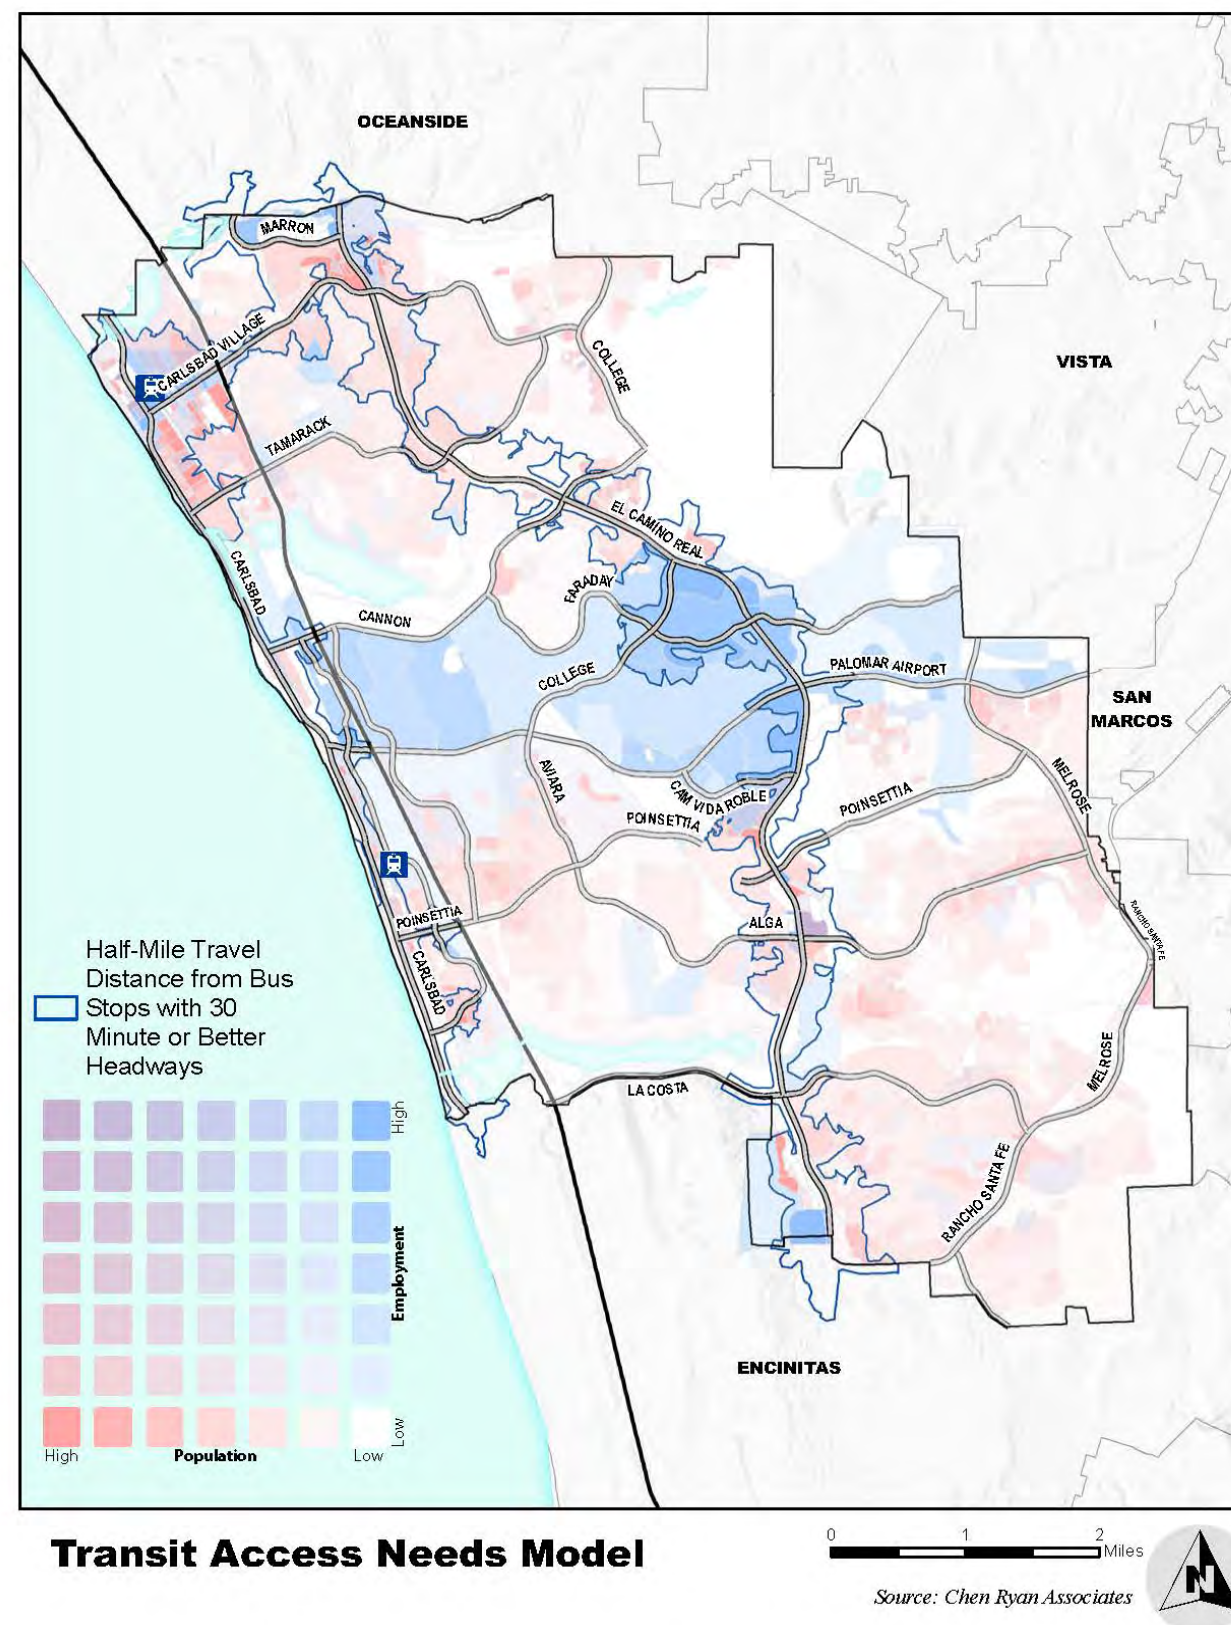 OCEANSIDE
MARRON
CARLSBAD VILLAGE
COLLEGE
VISTA
TAMARACK
EL CAMINO REAL
CARLSBAD
FARADAY
CANNON
COLLEGE
PALOMAR AIRPORT
SAN
MARCOS
AVIARA
CAM VIDA ROBLE
MELROSE
POINSETTIA
POINSETTIA
POINSETTIA
ALGA
RANCHO SANTA FE
CARLSBAD
MELROSE
LA COSTA
RANCHO SANTA FE
ENCINITAS
Half-Mile Travel
Distance from Bus
Stops with 30
Minute or Better
Headways
High
Employment
Low
High
Population
Low
Transit Access Needs Model
0 1 2
Miles
Source: Chen Ryan Associates
N